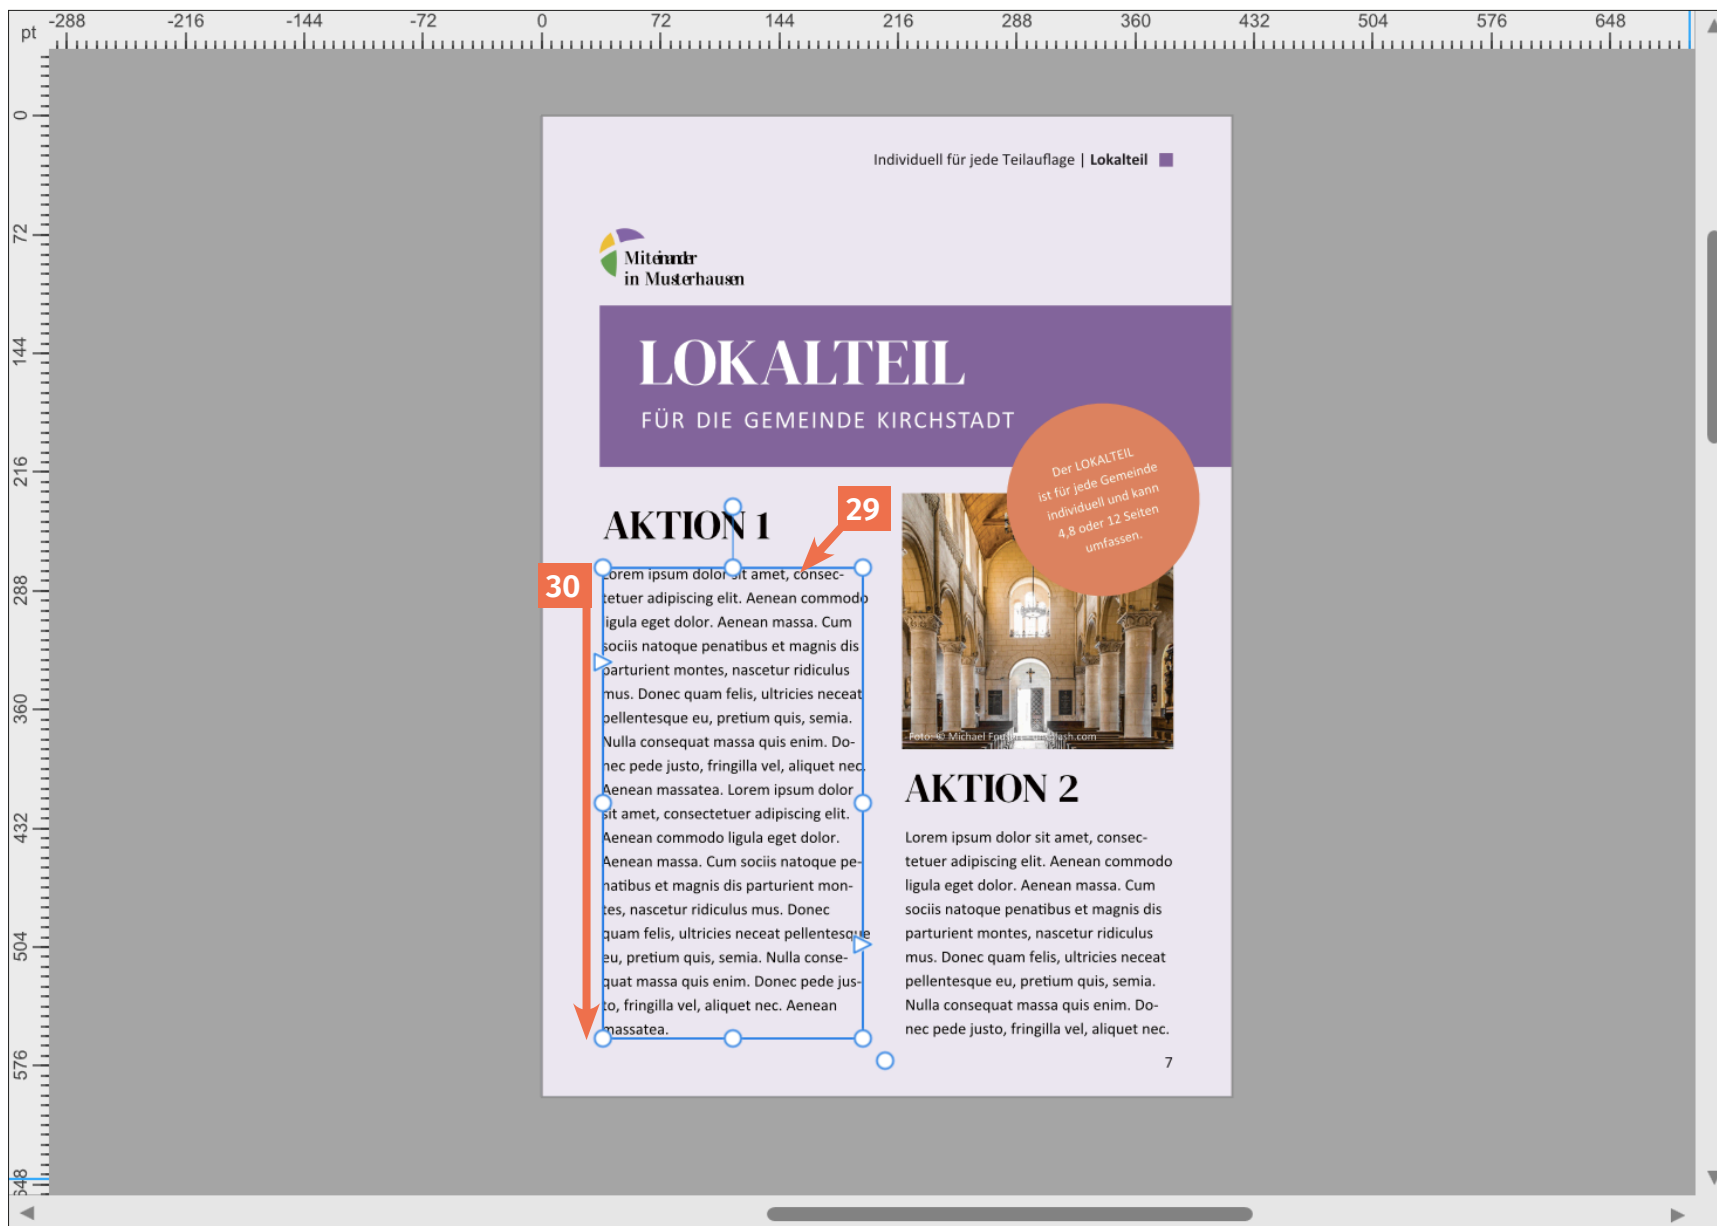 pt
-288 -216 -144 -72 0 72 144 216 288 360 432 504 576 648
0
72
144
216
288
360
432
504
576
648
Individuell für jede Teilauflage | Lokalteil
Miteinander
in Musterhausen
LOKALTEIL
FÜR DIE GEMEINDE KIRCHSTADT
Der LOKALTEIL
ist für jede Gemeinde
individuell und kann
4,8 oder 12 Seiten
umfassen.
29
30
AKTION 1
Lorem ipsum dolor sit amet, consec-
tetuer adipiscing elit. Aenean commodo
ligula eget dolor. Aenean massa. Cum
sociis natoque penatibus et magnis dis
parturient montes, nascetur ridiculus
mus. Donec quam felis, ultricies neceat
pellentesque eu, pretium quis, semia.
Nulla consequat massa quis enim. Do-
nec pede justo, fringilla vel, aliquet nec.
Aenean massatea. Lorem ipsum dolor
sit amet, consectetuer adipiscing elit.
Aenean commodo ligula eget dolor.
Aenean massa. Cum sociis natoque pe-
natibus et magnis dis parturient mon-
tes, nascetur ridiculus mus. Donec
quam felis, ultricies neceat pellentesque
eu, pretium quis, semia. Nulla conse-
quat massa quis enim. Donec pede jus-
to, fringilla vel, aliquet nec. Aenean
massatea.
Foto: © Michael
AKTION 2
Lorem ipsum dolor sit amet, consec-
tetuer adipiscing elit. Aenean commodo
ligula eget dolor. Aenean massa. Cum
sociis natoque penatibus et magnis dis
parturient montes, nascetur ridiculus
mus. Donec quam felis, ultricies neceat
pellentesque eu, pretium quis, semia.
Nulla consequat massa quis enim. Do-
nec pede justo, fringilla vel, aliquet nec.
7